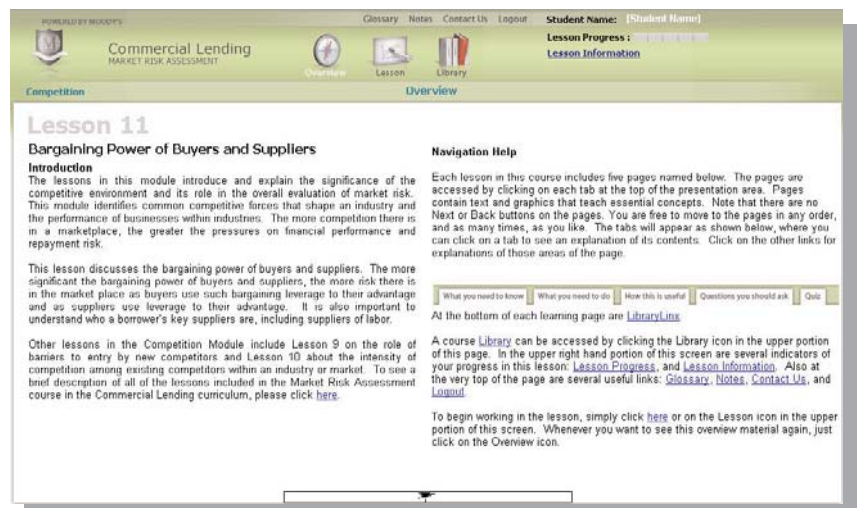 POWERED BY MOODY'S
Glossary Notes Contact Us Logout
Student Name: [Student Name]
Lesson Progress :
Lesson Information
M
Commercial Lending
MARKET RISK ASSESSMENT
Overview
Lesson
Library
Competition
Overview
Lesson 11
Bargaining Power of Buyers and Suppliers
Introduction
The lessons in this module introduce and explain the significance of the
competitive environment and its role in the overall evaluation of market risk.
This module identifies common competitive forces that shape an industry and
the performance of businesses within industries. The more competition there is
in a marketplace, the greater the pressures on financial performance and
repayment risk.
This lesson discusses the bargaining power of buyers and suppliers. The more
significant the bargaining power of buyers and suppliers, the more risk there is
in the market place as buyers use such bargaining leverage to their advantage
and as suppliers use leverage to their advantage. It is also important to
understand who a borrower's key suppliers are, including suppliers of labor.
Other lessons in the Competition Module include Lesson 9 on the role of
barriers to entry by new competitors and Lesson 10 about the intensity of
competition among existing competitors within an industry or market. To see a
brief description of all of the lessons included in the Market Risk Assessment
course in the Commercial Lending curriculum, please click here.
Navigation Help
Each lesson in this course includes five pages named below. The pages are
accessed by clicking on each tab at the top of the presentation area. Pages
contain text and graphics that teach essential concepts. Note that there are no
Next or Back buttons on the pages. You are free to move to the pages in any order,
and as many times, as you like. The tabs will appear as shown below, where you
can click on a tab to see an explanation of its contents. Click on the other links for
explanations of those areas of the page.
What you need to know What you need to do How this is useful Questions you should ask Quiz
At the bottom of each learning page are LibraryLinx.
A course Library can be accessed by clicking the Library icon in the upper portion
of this page. In the upper right hand portion of this screen are several indicators of
your progress in this lesson: Lesson Progress, and Lesson Information. Also at
the very top of the page are several useful links: Glossary, Notes, Contact Us, and
Logout.
To begin working in the lesson, simply click here or on the Lesson icon in the upper
portion of this screen. Whenever you want to see this overview material again, just
click on the Overview icon.